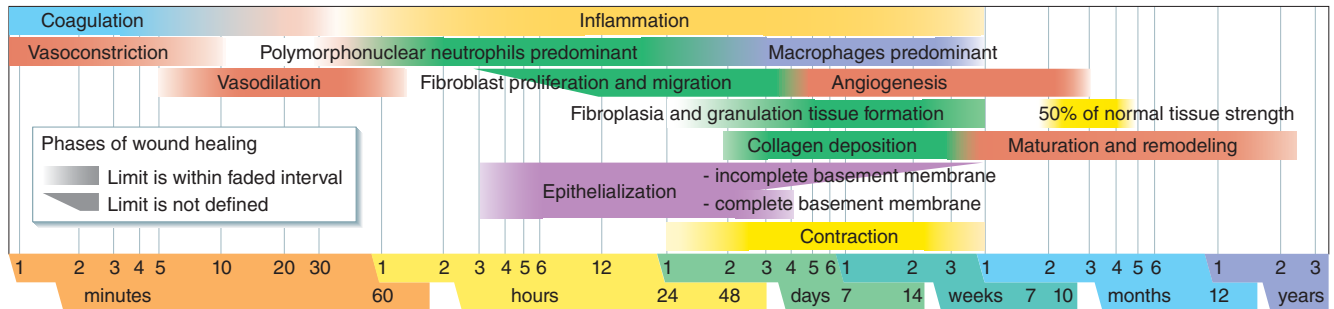 Coagulation Inflammation
Vasoconstriction Polymorphonuclear neutrophils predominant Macrophages predominant
Vasodilation Fibroblast proliferation and migration Angiogenesis
Fibroplasia and granulation tissue formation 50% of normal tissue strength
Phases of wound healing
Limit is within faded interval
Limit is not defined
Collagen deposition Maturation and remodeling
Epithelialization
- incomplete basement membrane
- complete basement membrane
Contraction
1 2 3 4 5 10 20 30 1 2 3 4 5 6 12 1 2 3 4 5 6 1 2 3 1 2 3 4 5 6 1 2 3
minutes 60 hours 24 48 days 7 14 weeks 7 10 months 12 years